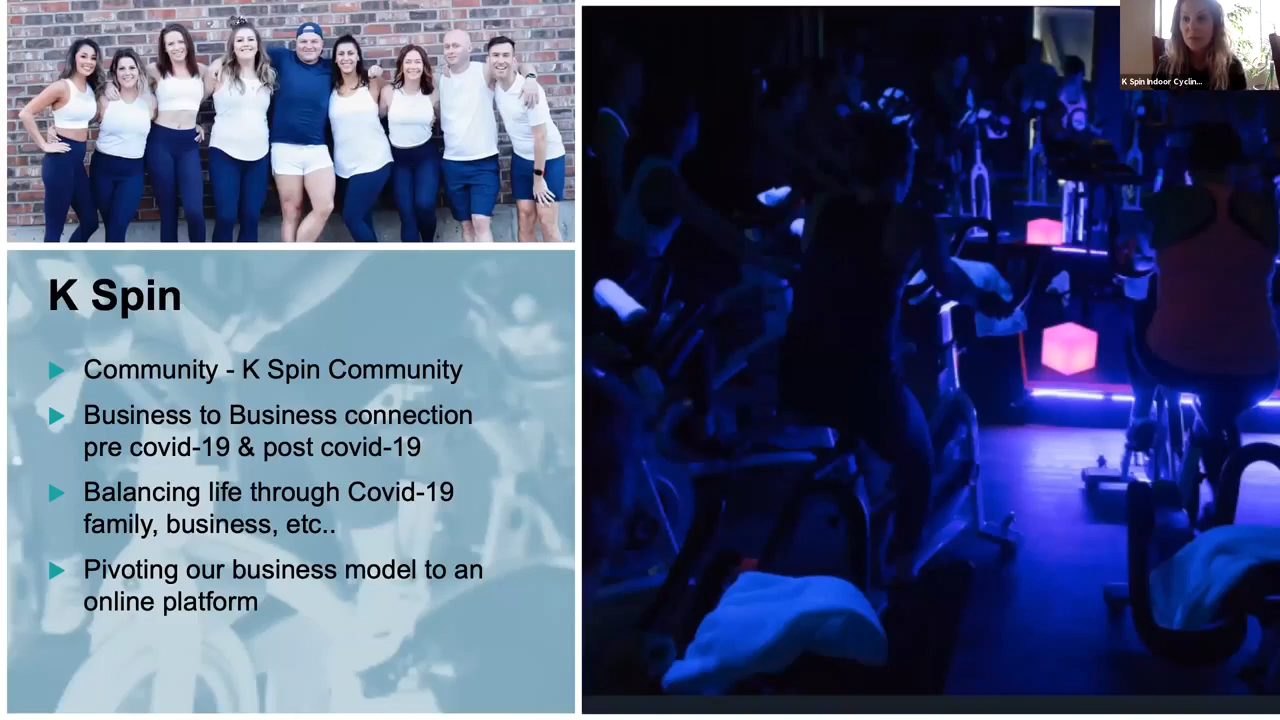 K Spin Indoor Cyclin...
K Spin
Community - K Spin Community
Business to Business connection
pre covid-19 & post covid-19
Balancing life through Covid-19
family, business, etc..
Pivoting our business model to an
online platform